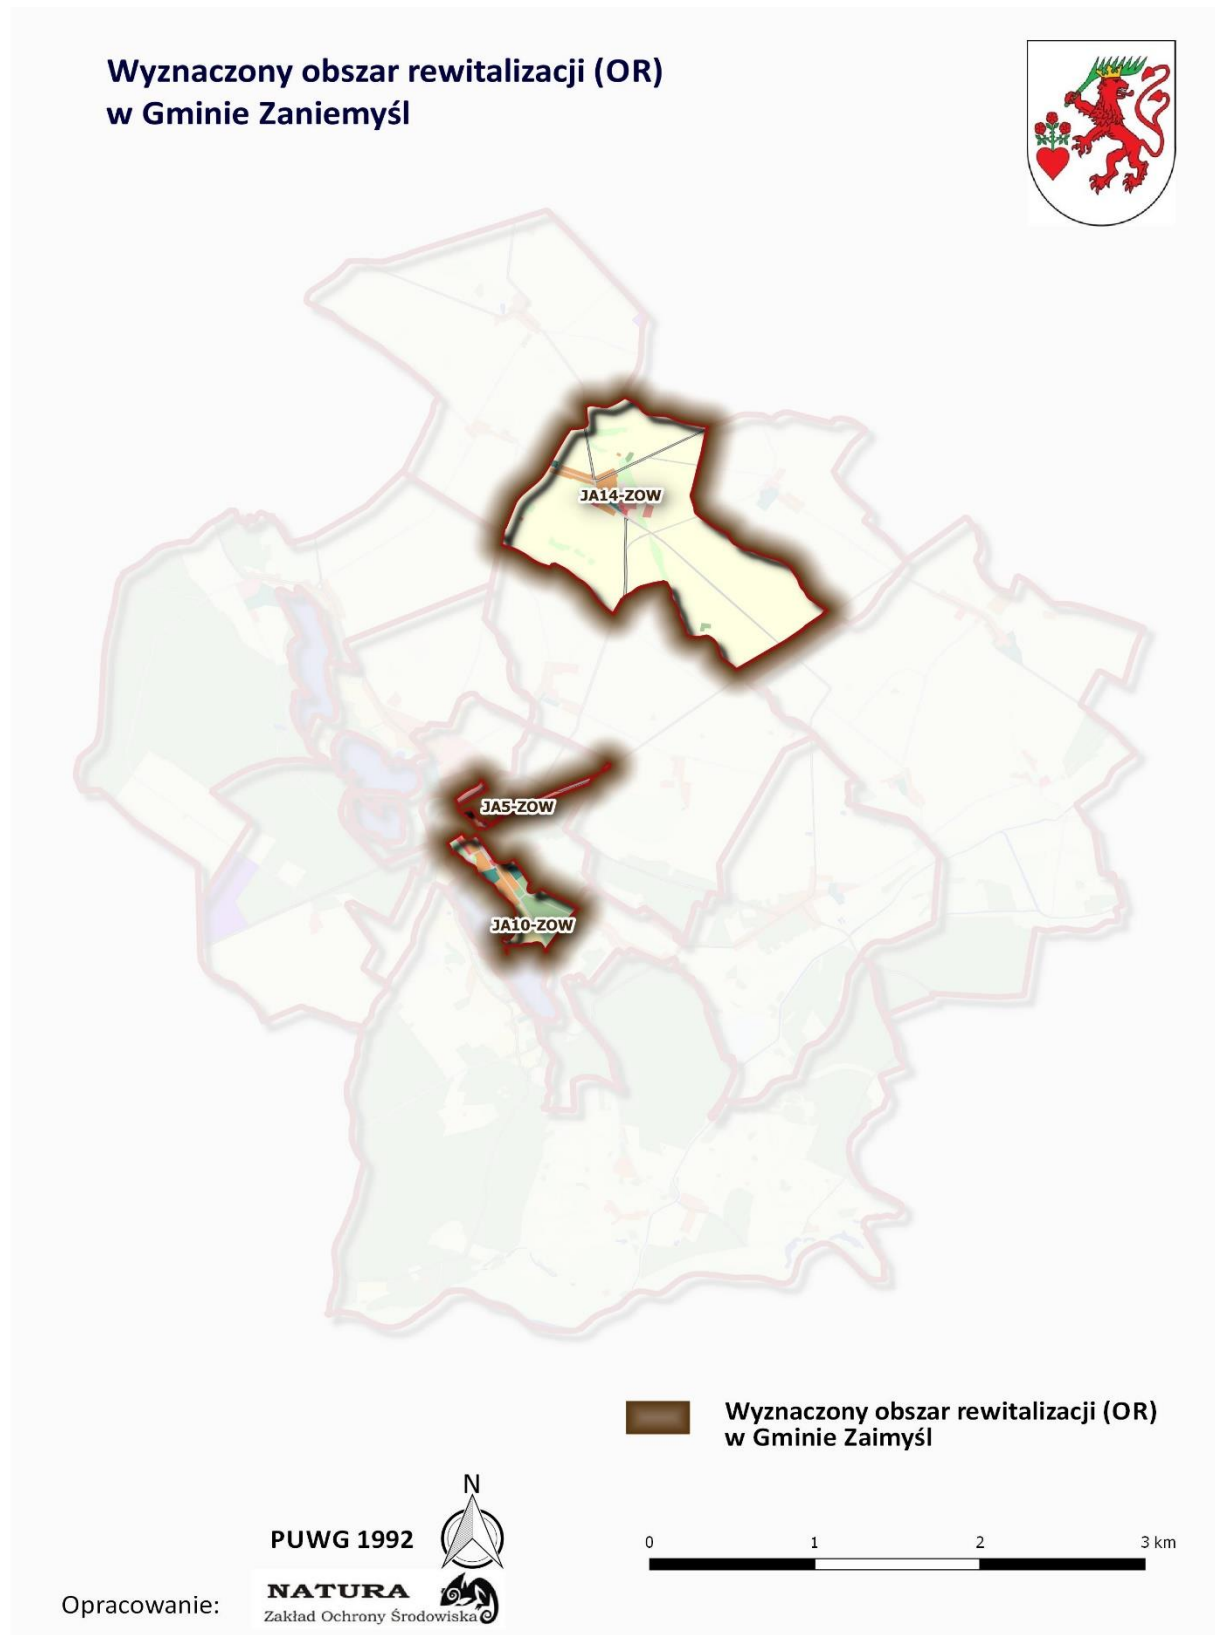 Wyznaczony obszar rewitalizacji (OR)
w Gminie Zaniemyśl
JA14-ZOW
JA5-ZOW
JA10-ZOW
Wyznaczony obszar rewitalizacji (OR)
w Gminie Zaimyśl
N
PUWG 1992
0 1 2 3 km
Opracowanie:
NATURA
Zakład Ochrony Środowiska